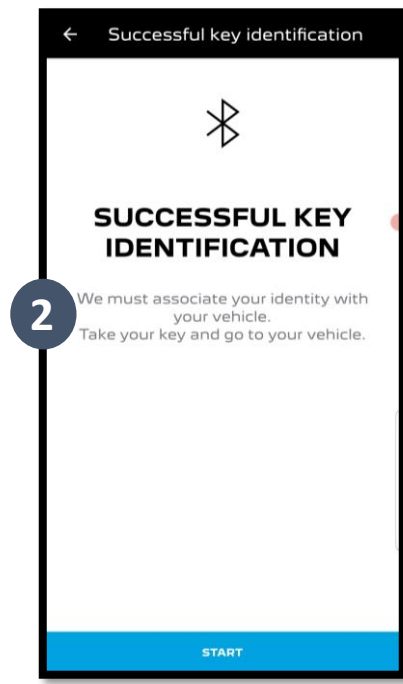 Successful key identification
SUCCESSFUL KEY
IDENTIFICATION
2
We must associate your identity with
your vehicle.
Take your key and go to your vehicle.
START